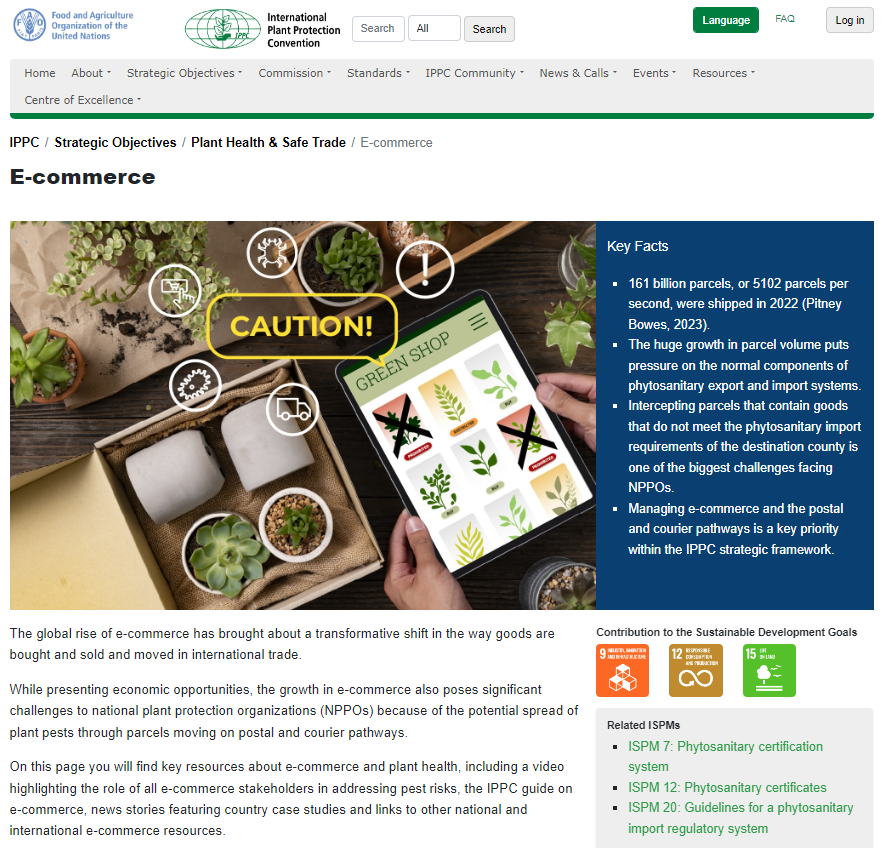 Food and Agriculture
Organization of the
United Nations
IPPC
International
Plant Protection
Convention
Search
All
Search
Language
FAQ
Log in
Home
About
Strategic Objectives
Commission
Standards
IPPC Community
News & Calls
Events
Resources
Centre of Excellence
IPPC / Strategic Objectives / Plant Health & Safe Trade / E-commerce
E-commerce
CAUTION!
GREEN SHOP
BUY
RESTRICTED
PROHIBITED
BUY
PROHIBITED
BUY
BUY
Key Facts
161 billion parcels, or 5102 parcels per
second, were shipped in 2022 (Pitney
Bowes, 2023).
The huge growth in parcel volume puts
pressure on the normal components of
phytosanitary export and import systems.
Intercepting parcels that contain goods
that do not meet the phytosanitary import
requirements of the destination county is
one of the biggest challenges facing
NPPOs.
Managing e-commerce and the postal
and courier pathways is a key priority
within the IPPC strategic framework.
The global rise of e-commerce has brought about a transformative shift in the way goods are
bought and sold and moved in international trade.
While presenting economic opportunities, the growth in e-commerce also poses significant
challenges to national plant protection organizations (NPPOs) because of the potential spread of
plant pests through parcels moving on postal and courier pathways.
On this page you will find key resources about e-commerce and plant health, including a video
highlighting the role of all e-commerce stakeholders in addressing pest risks, the IPPC guide on
e-commerce, news stories featuring country case studies and links to other national and
international e-commerce resources.
Contribution to the Sustainable Development Goals
9 INDUSTRY, INNOVATION
AND INFRASTRUCTURE
12 RESPONSIBLE
CONSUMPTION
AND PRODUCTION
15 LIFE
ON LAND
Related ISPMs
ISPM 7: Phytosanitary certification
system
ISPM 12: Phytosanitary certificates
ISPM 20: Guidelines for a phytosanitary
import regulatory system